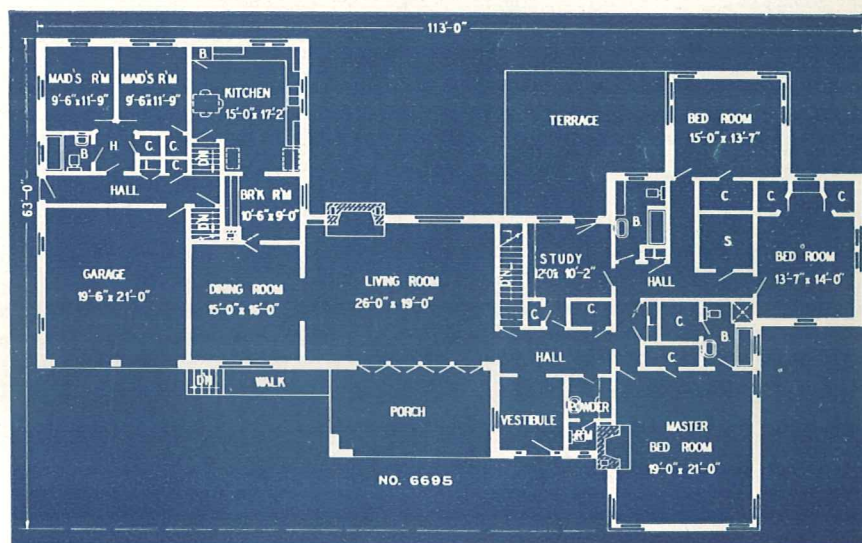 113'-0"
63'-0"
MAID'S R'M
9'-6" x 11'-9"
MAID'S R'M
9'-6" x 11'-9"
B.
KITCHEN
15'-0" x 17'-2"
B
H.
C.
C.
C.
C.
DN
HALL
BR'K R'M
10'-6" x 9'-0"
DN
GARAGE
19'-6" x 21'-0"
DINING ROOM
15'-0" x 16'-0"
LIVING ROOM
26'-0" x 19'-0"
DN
WALK
PORCH
TERRACE
STUDY
12'-0" x 10'-2"
DN
C.
C.
HALL
VESTIBULE
POWDER
R'M
BED ROOM
15'-0" x 13'-7"
B.
C.
C.
C.
S.
L
HALL
BED ROOM
13'-7" x 14'-0"
L
C.
C.
B.
MASTER
BED ROOM
19'-0" x 21'-0"
NO. 6695